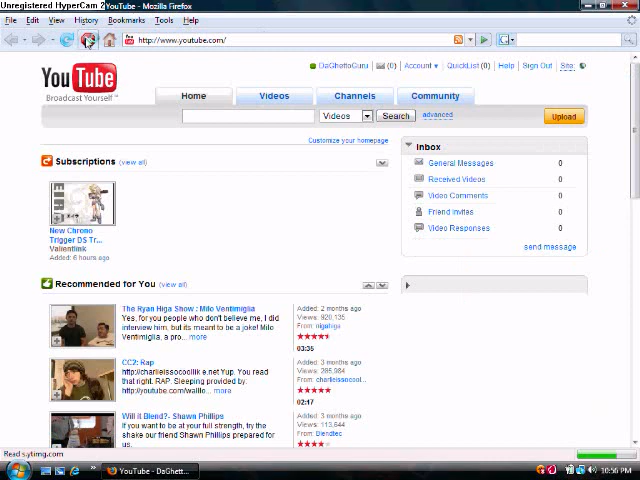 Unregistered HyperCam 2
YouTube - Mozilla Firefox
File Edit View History Bookmarks Tools Help
http://www.youtube.com/
G
YouTube
Broadcast Yourself™
DaGhettoGuru (0) Account QuickList (0) Help Sign Out Site:
Home Videos Channels Community
Videos Search advanced Upload
Customize your homepage
Subscriptions (view all)
New Chrono
Trigger DS Tr...
Valientlink
Added: 6 hours ago
Inbox
General Messages 0
Received Videos 0
Video Comments 0
Friend Invites 0
Video Responses 0
send message
Recommended for You (view all)
The Ryan Higa Show : Milo Ventimiglia
Yes, for you people who don't believe me, I did
interview him, but its meant to be a joke! Milo
Ventimiglia, a pro... more
Added: 2 months ago
Views: 920,135
From: nigahiga
03:35
CC2: Rap
http://charlieissocoollik e.net Yup. You read
that right. RAP. Sleeping provided by:
http://youtube.com/walllo... more
Added: 3 months ago
Views: 285,984
From: charlieissocool...
02:17
Will it Blend?- Shawn Phillips
If you want to be at your full strength, try the
shake our friend Shawn Phillips prepared for
us.
Added: 3 months ago
Views: 113,644
From: Blendtec
Read s.ytimg.com
YouTube - DaGhett...
10:56 PM